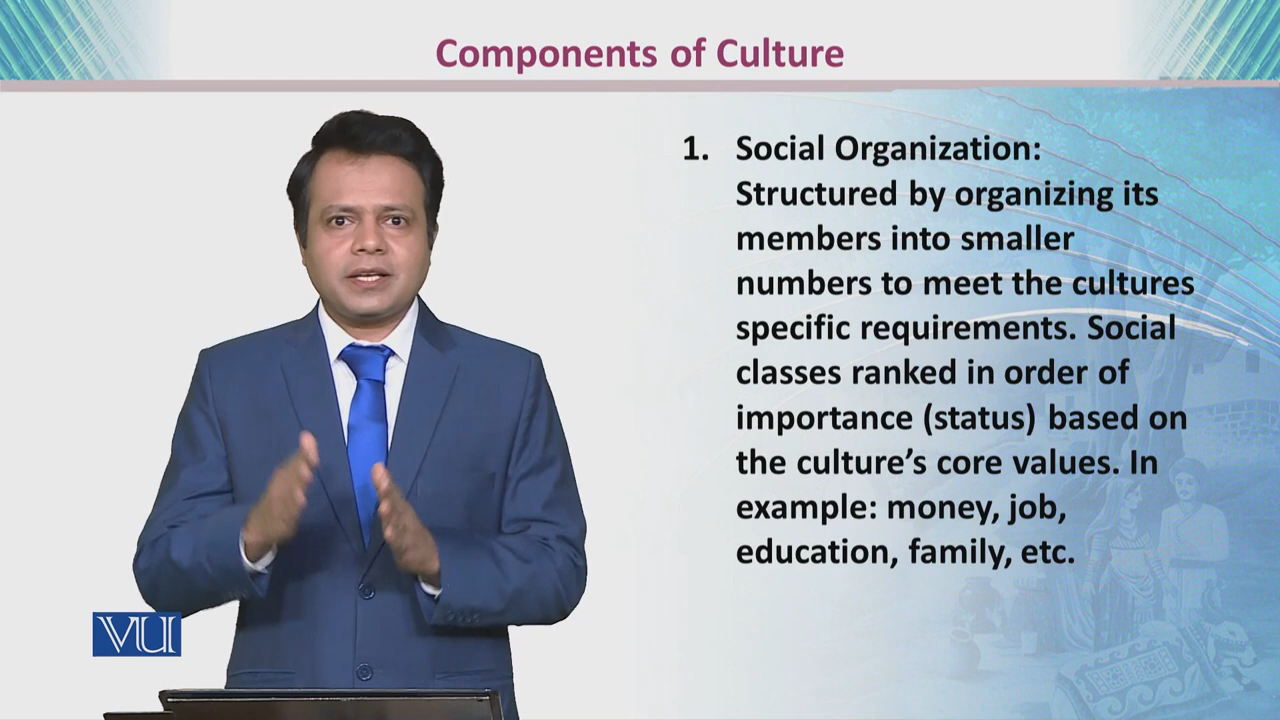 Components of Culture
1. Social Organization:
Structured by organizing its
members into smaller
numbers to meet the cultures
specific requirements. Social
classes ranked in order of
importance (status) based on
the culture’s core values. In
example: money, job,
education, family, etc.
VU